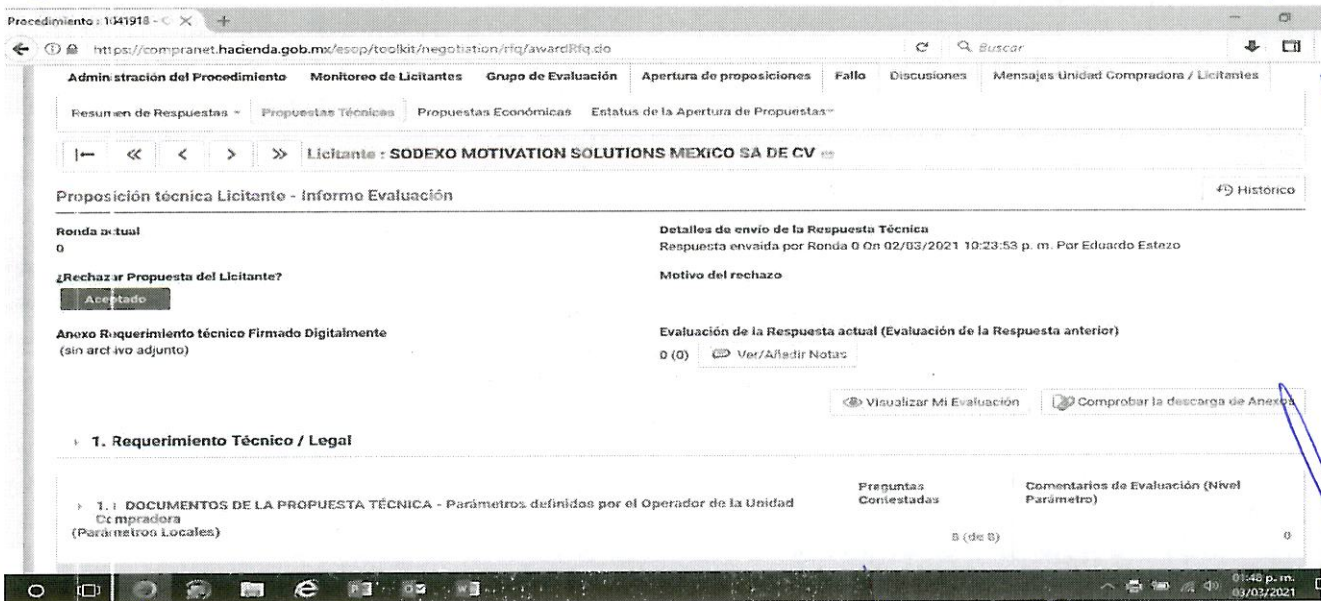 Procedimiento : 1041918 - C
https://compranet.hacienda.gob.mx/esop/toolkit/negotiation/rfq/awardRfq.do
Buscar
Administración del Procedimiento Monitoreo de Licitantes Grupo de Evaluación Apertura de proposiciones Fallo Discusiones Mensajes Unidad Compradora / Licitantes
Resumen de Respuestas Propuestas Técnicas Propuestas Económicas Estatus de la Apertura de Propuestas
Licitante : SODEXO MOTIVATION SOLUTIONS MEXICO SA DE CV
Proposición técnica Licitante - Informe Evaluación
Histórico
Ronda actual
0
Detalles de envío de la Respuesta Técnica
Respuesta envaida por Ronda 0 On 02/03/2021 10:23:53 p. m. Por Eduardo Estezo
¿Rechazar Propuesta del Licitante?
Aceptado
Motivo del rechazo
Anexo Requerimiento técnico Firmado Digitalmente
(sin archivo adjunto)
Evaluación de la Respuesta actual (Evaluación de la Respuesta anterior)
0 (0) Ver/Añadir Notas
Visualizar Mi Evaluación Comprobar la descarga de Anexos
1. Requerimiento Técnico / Legal
1.1 DOCUMENTOS DE LA PROPUESTA TÉCNICA - Parámetros definidos por el Operador de la Unidad
Compradora
(Parámetros Locales)
Preguntas
Contestadas
8 (de 8)
Comentarios de Evaluación (Nivel
Parámetro)
0
01:48 p. m.
03/03/2021